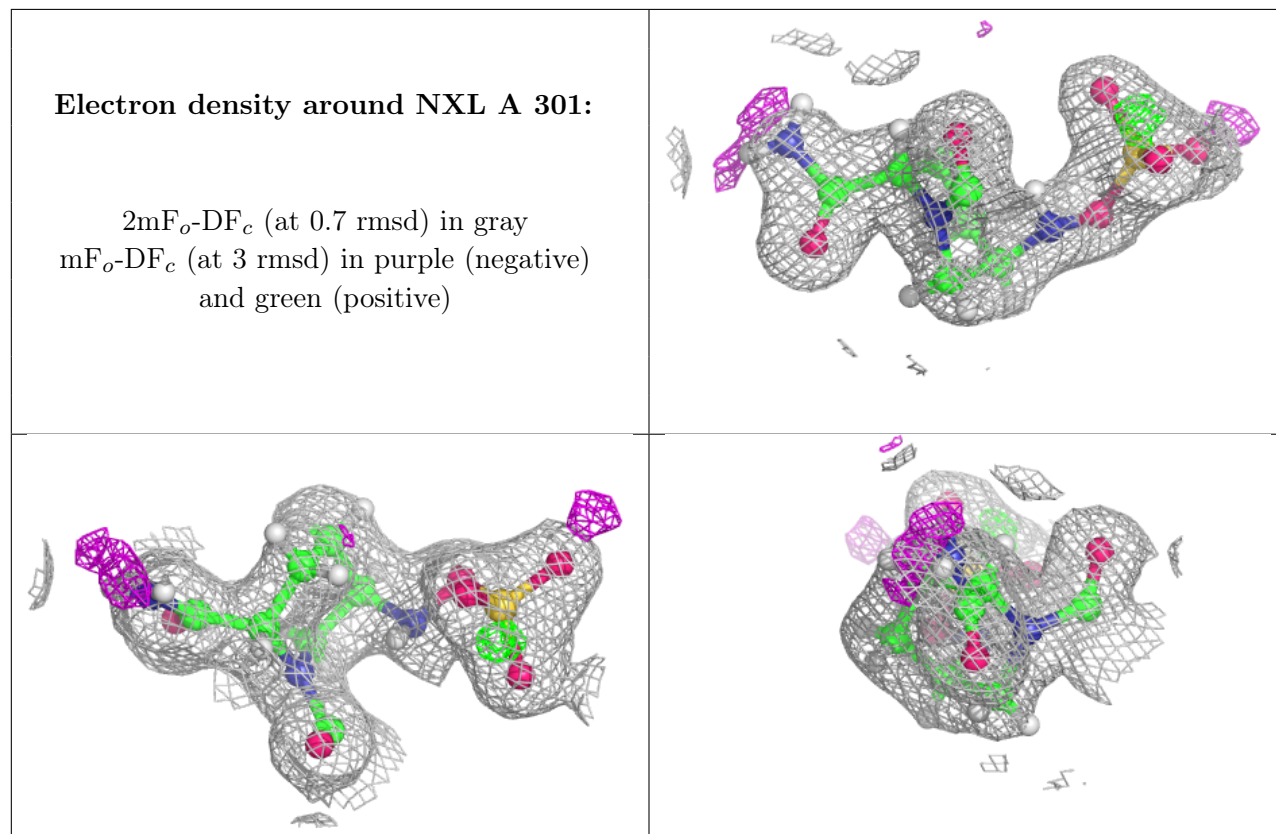 Electron density around NXL A 301:
2mFₒ-DF𝒸 (at 0.7 rmsd) in gray
mFₒ-DF𝒸 (at 3 rmsd) in purple (negative)
and green (positive)